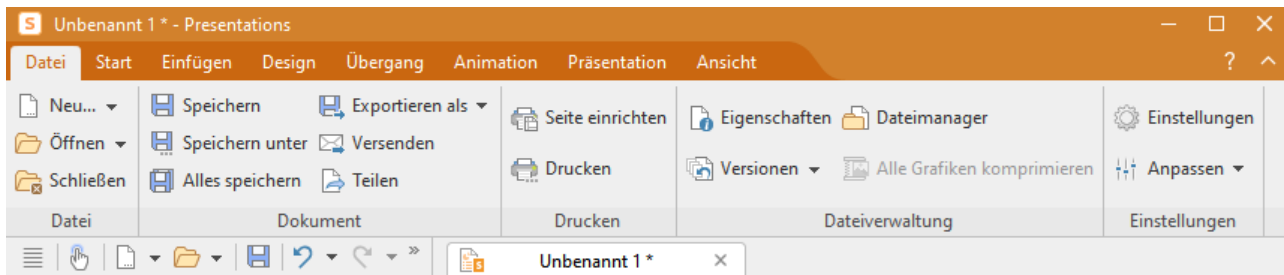 S Unbenannt 1 * - Presentations
Datei Start Einfügen Design Übergang Animation Präsentation Ansicht ?
Neu... Speichern Exportieren als Seite einrichten Eigenschaften Dateimanager Einstellungen
Öffnen Speichern unter Versenden
Drucken Versionen Alle Grafiken komprimieren Anpassen
Schließen Alles speichern Teilen
Datei Dokument Drucken Dateiverwaltung Einstellungen
» S Unbenannt 1 * ×